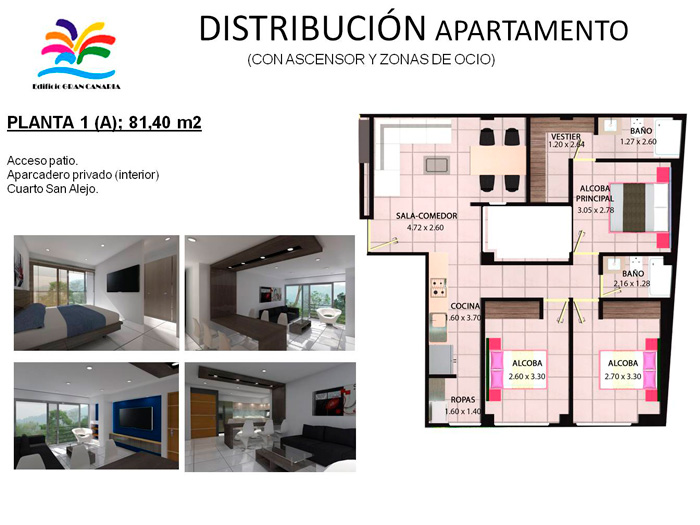 DISTRIBUCIÓN APARTAMENTO
(CON ASCENSOR Y ZONAS DE OCIO)
Edificio GRAN CANARIA
PLANTA 1 (A); 81,40 m2
Acceso patio.
Aparcadero privado (interior)
Cuarto San Alejo.
VESTIER
1.20 x 2.64
BAÑO
1.27 x 2.60
ALCOBA
PRINCIPAL
3.05 x 2.78
SALA-COMEDOR
4.72 x 2.60
BAÑO
2.16 x 1.28
COCINA
1.60 x 3.70
ALCOBA
2.60 x 3.30
ALCOBA
2.70 x 3.30
ROPAS
1.60 x 1.40